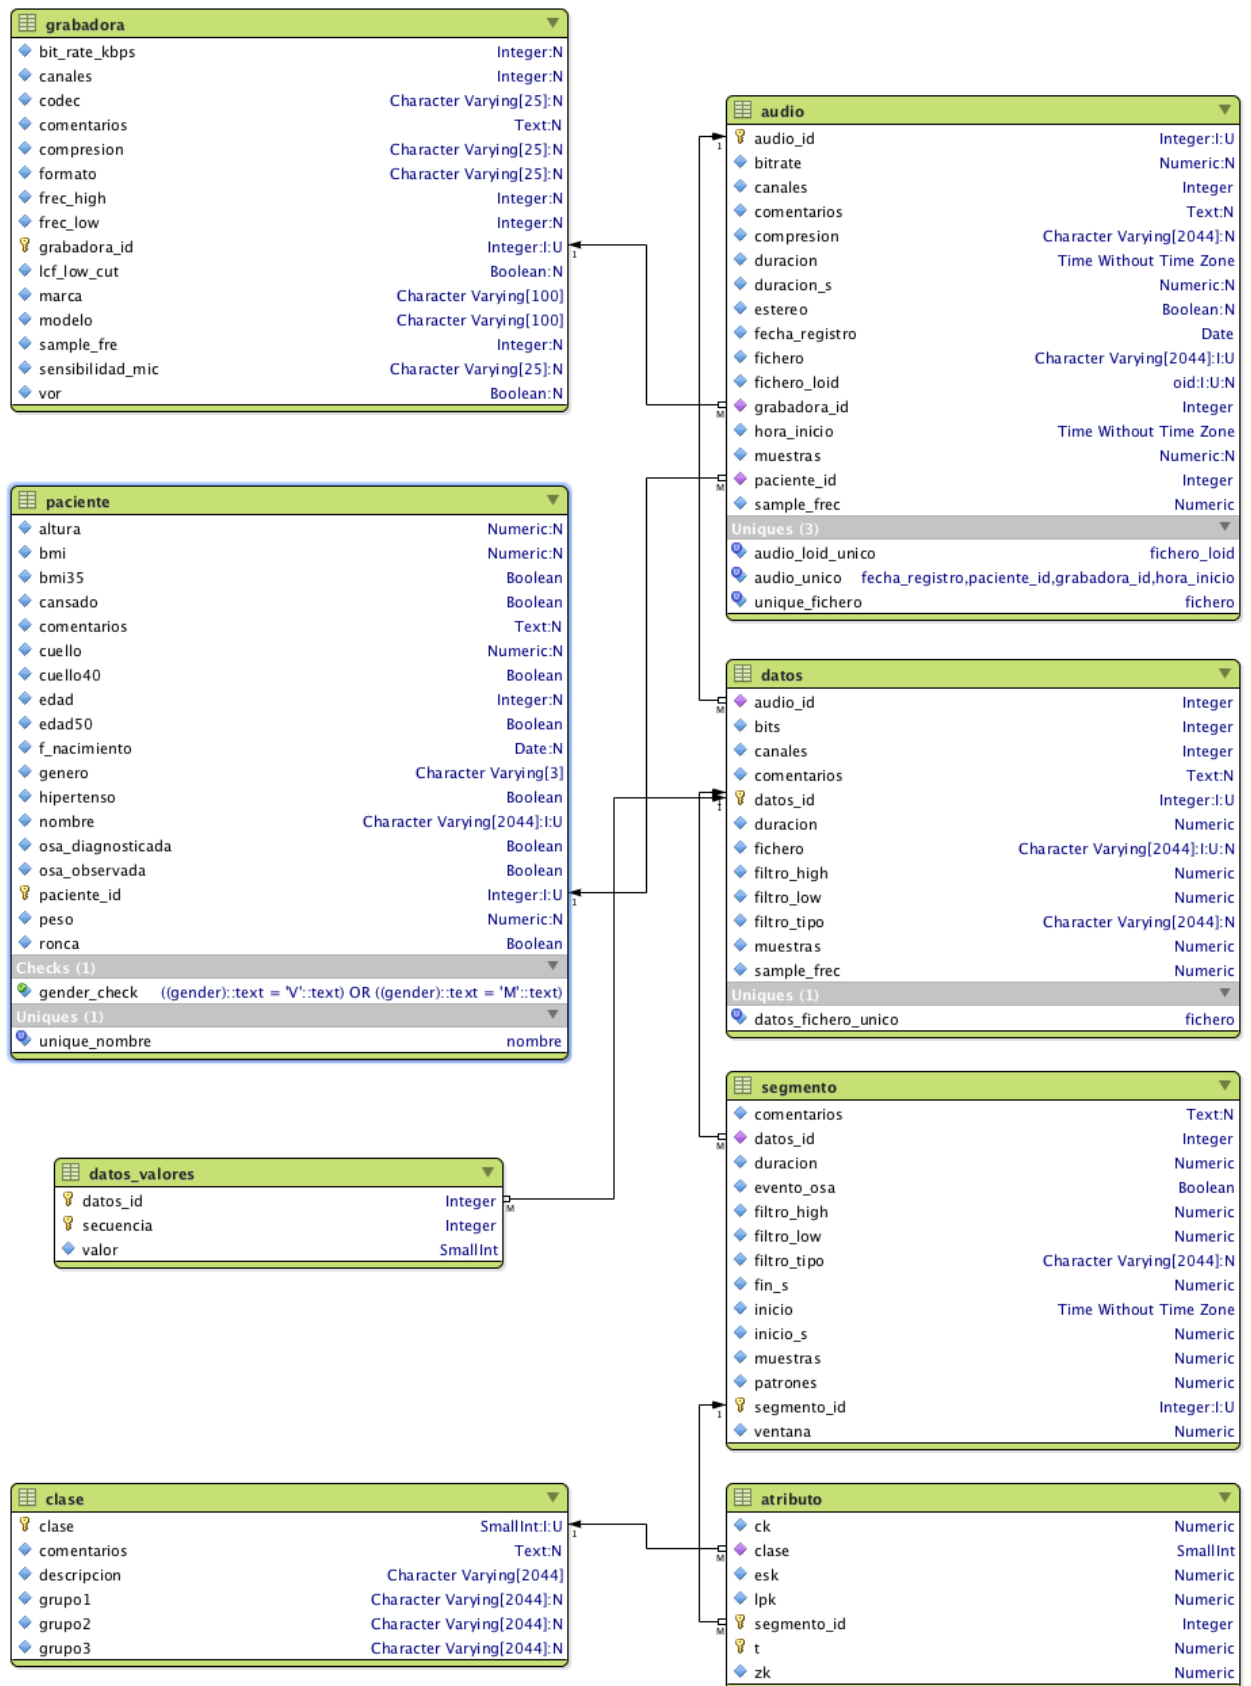 grabadora
bit_rate_kbps Integer:N
canales Integer:N
codec Character Varying[25]:N
comentarios Text:N
compresion Character Varying[25]:N
formato Character Varying[25]:N
frec_high Integer:N
frec_low Integer:N
grabadora_id Integer:I:U
1
lcf_low_cut Boolean:N
marca Character Varying[100]
modelo Character Varying[100]
sample_fre Integer:N
sensibilidad_mic Character Varying[25]:N
vor Boolean:N
paciente
altura Numeric:N
bmi Numeric:N
bmi35 Boolean
cansado Boolean
comentarios Text:N
cuello Numeric:N
cuello40 Boolean
edad Integer:N
edad50 Boolean
f_nacimiento Date:N
genero Character Varying[3]
hipertenso Boolean
nombre Character Varying[2044]:I:U
osa_diagnosticada Boolean
osa_observada Boolean
paciente_id Integer:I:U
1
peso Numeric:N
ronca Boolean
Checks (1)
gender_check ((gender)::text = 'V'::text) OR ((gender)::text = 'M'::text)
Uniques (1)
unique_nombre nombre
datos_valores
datos_id Integer
M
secuencia Integer
valor SmallInt
clase
clase SmallInt:I:U
1
comentarios Text:N
descripcion Character Varying[2044]
grupo1 Character Varying[2044]:N
grupo2 Character Varying[2044]:N
grupo3 Character Varying[2044]:N
audio
audio_id Integer:I:U
1
bitrate Numeric:N
canales Integer
comentarios Text:N
compresion Character Varying[2044]:N
duracion Time Without Time Zone
duracion_s Numeric:N
estereo Boolean:N
fecha_registro Date
fichero Character Varying[2044]:I:U
fichero_loid oid:I:U:N
grabadora_id Integer
M
hora_inicio Time Without Time Zone
muestras Numeric:N
paciente_id Integer
M
sample_frec Numeric
Uniques (3)
audio_loid_unico fichero_loid
audio_unico fecha_registro,paciente_id,grabadora_id,hora_inicio
unique_fichero fichero
datos
audio_id Integer
M
bits Integer
canales Integer
comentarios Text:N
datos_id Integer:I:U
1
duracion Numeric
fichero Character Varying[2044]:I:U:N
filtro_high Numeric
filtro_low Numeric
filtro_tipo Character Varying[2044]:N
muestras Numeric
sample_frec Numeric
Uniques (1)
datos_fichero_unico fichero
segmento
comentarios Text:N
datos_id Integer
M
duracion Numeric
evento_osa Boolean
filtro_high Numeric
filtro_low Numeric
filtro_tipo Character Varying[2044]:N
fin_s Numeric
inicio Time Without Time Zone
inicio_s Numeric
muestras Numeric
patrones Numeric
segmento_id Integer:I:U
1
ventana Numeric
atributo
ck Numeric
clase SmallInt
M
esk Numeric
lpk Numeric
segmento_id Integer
M
t Numeric
zk Numeric